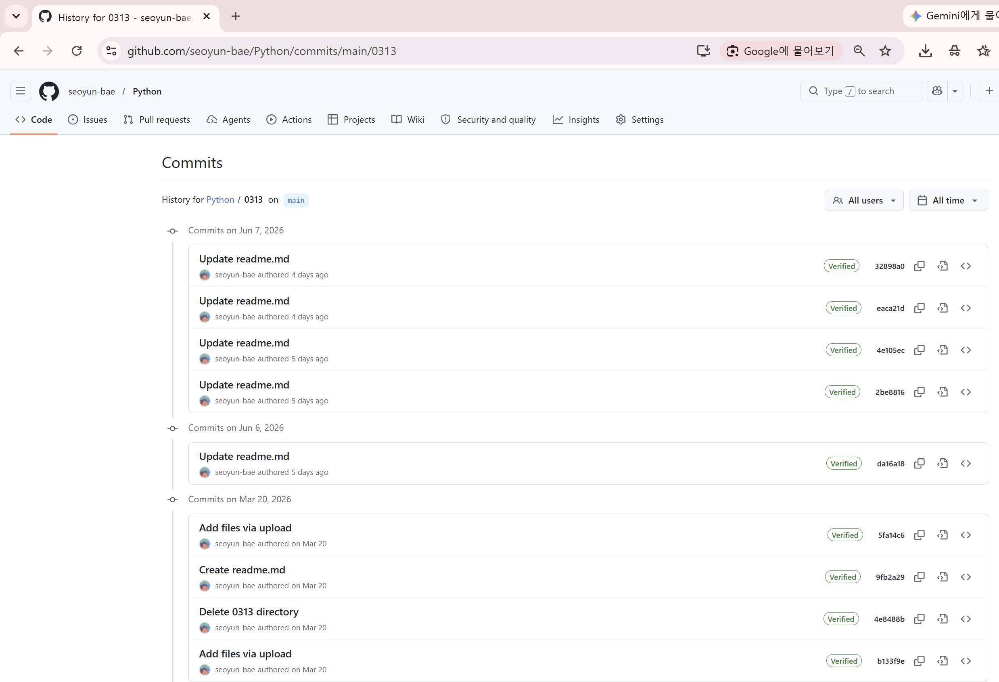 History for 0313 - seoyun-bae
Gemini에게
github.com/seoyun-bae/Python/commits/main/0313
Google에 물어보기
seoyun-bae / Python
Type / to search
Code
Issues
Pull requests
Agents
Actions
Projects
Wiki
Security and quality
Insights
Settings
Commits
History for Python / 0313 on main
All users
All time
Commits on Jun 7, 2026
Update readme.md
Verified 32898a0
seoyun-bae authored 4 days ago
Update readme.md
Verified eaca21d
seoyun-bae authored 4 days ago
Update readme.md
Verified 4e105ec
seoyun-bae authored 5 days ago
Update readme.md
Verified 2be8816
seoyun-bae authored 5 days ago
Commits on Jun 6, 2026
Update readme.md
Verified da16a18
seoyun-bae authored 5 days ago
Commits on Mar 20, 2026
Add files via upload
Verified 5fa14c6
seoyun-bae authored on Mar 20
Create readme.md
Verified 9fb2a29
seoyun-bae authored on Mar 20
Delete 0313 directory
Verified 4e8488b
seoyun-bae authored on Mar 20
Add files via upload
Verified b133f9e
seoyun-bae authored on Mar 20